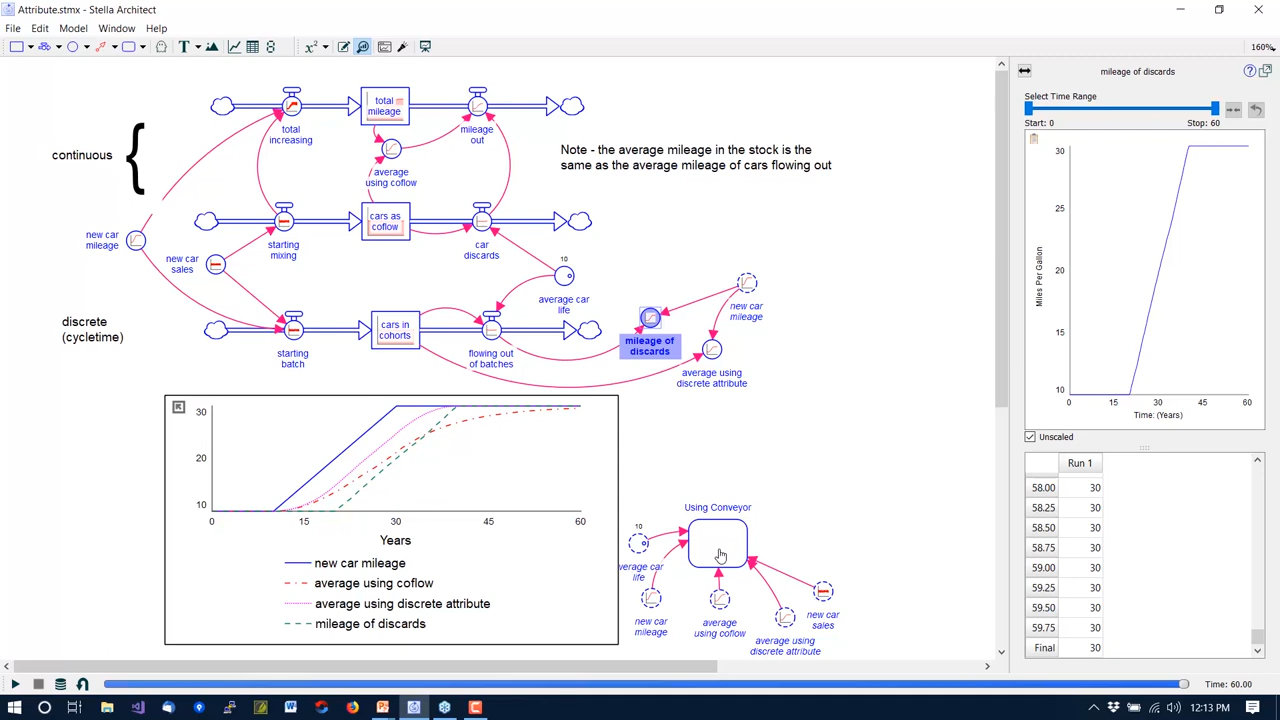 Attribute.stmx - Stella Architect
File Edit Model Window Help
T
x²
160%
continuous
{
total
increasing
total
mileage
mileage
out
average
using coflow
Note - the average mileage in the stock is the
same as the average mileage of cars flowing out
new car
mileage
new car
sales
starting
mixing
cars as
coflow
car
discards
10
average car
life
discrete
(cycletime)
starting
batch
cars in
cohorts
flowing out
of batches
mileage of
discards
new car
mileage
average using
discrete attribute
30
20
10
0 15 30 45 60
Years
new car mileage
average using coflow
average using discrete attribute
mileage of discards
Using Conveyor
10
verage car
life
new car
mileage
average
using coflow
average using
discrete attribute
new car
sales
mileage of discards
?
Select Time Range
Start: 0 Stop: 60
30
25
20
15
10
Miles Per Gallon
0 15 30 45 60
Time: (Years)
Unscaled
Run 1
58.00 30
58.25 30
58.50 30
58.75 30
59.00 30
59.25 30
59.50 30
59.75 30
Final 30
Time: 60.00
12:13 PM